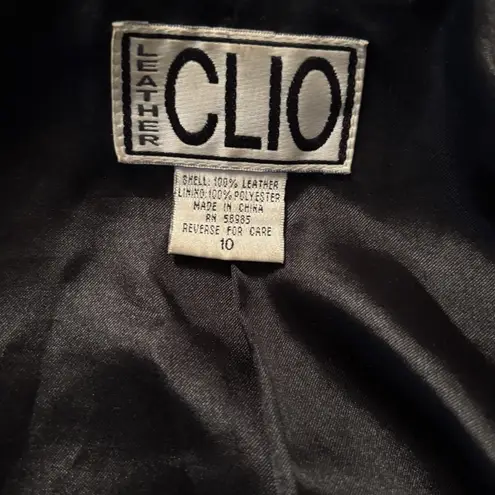 LEATHER
CLIO
SHELL: 100% LEATHER
LINING:100% POLYESTER
MADE IN CHINA
RN 58985
REVERSE FOR CARE
10